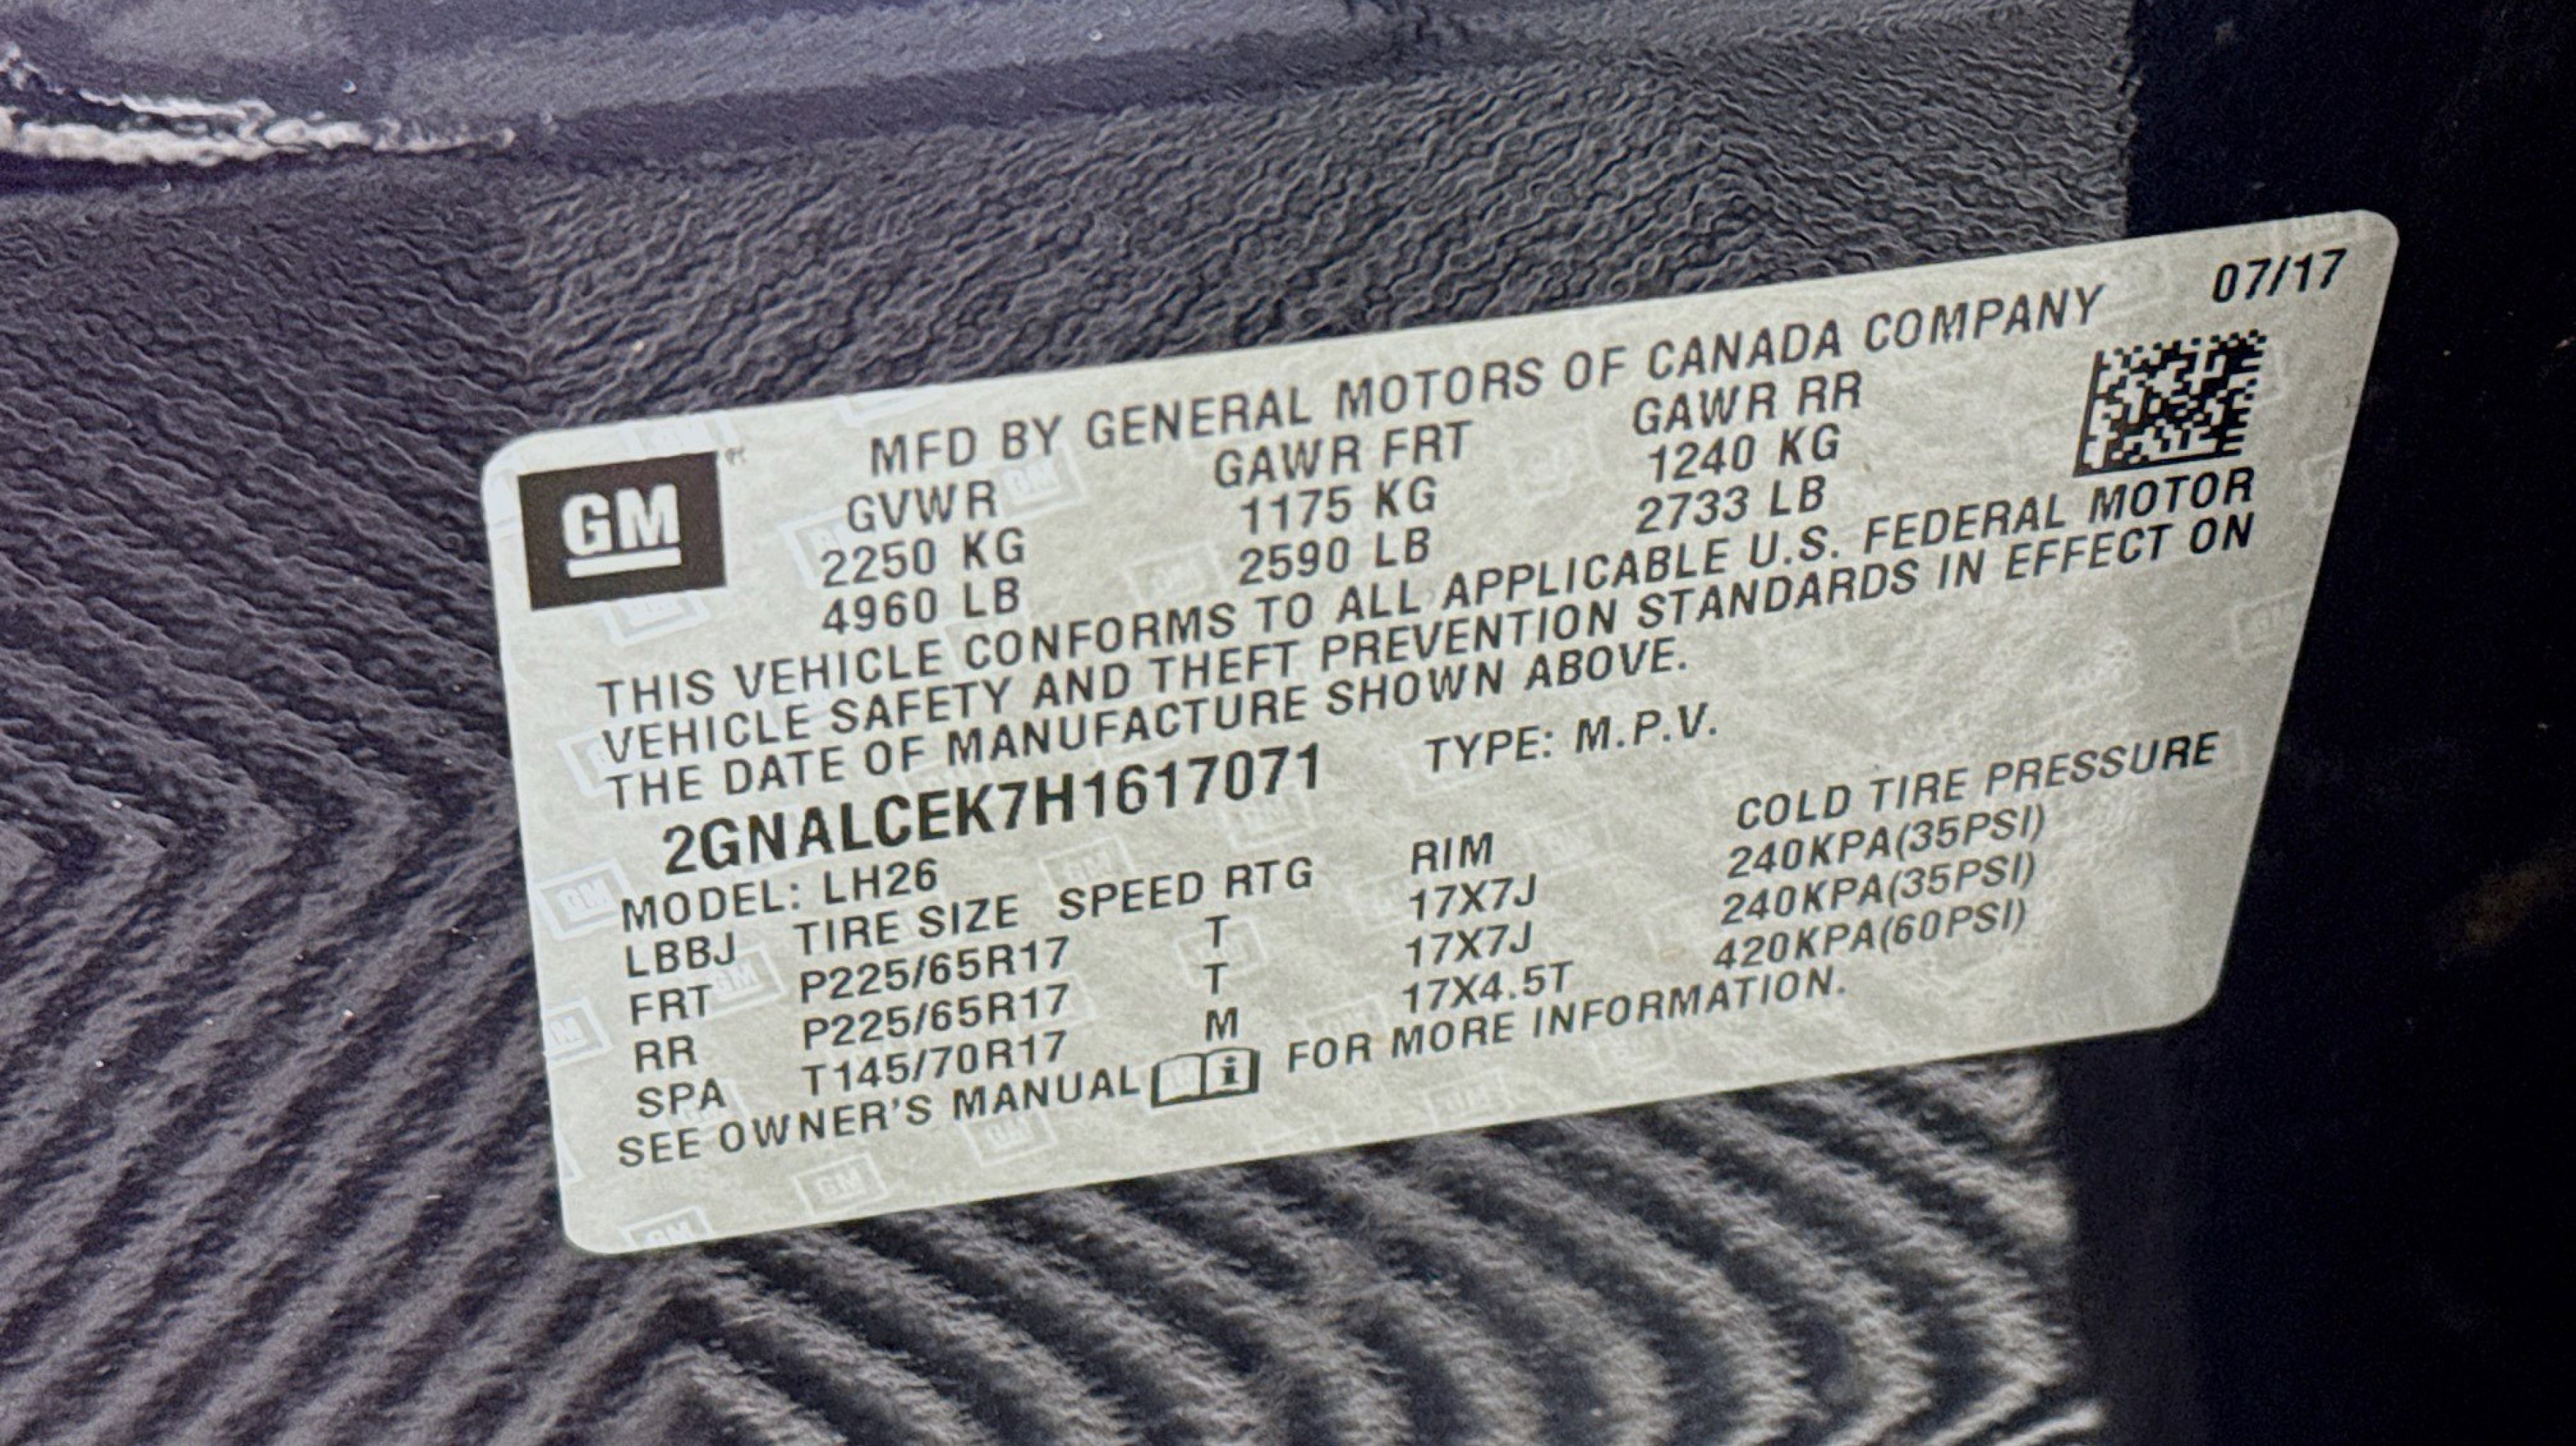 07/17
MFD BY GENERAL MOTORS OF CANADA COMPANY
GM
GVWR GAWR FRT GAWR RR
2250 KG 1175 KG 1240 KG
4960 LB 2590 LB 2733 LB
THIS VEHICLE CONFORMS TO ALL APPLICABLE U.S. FEDERAL MOTOR
VEHICLE SAFETY AND THEFT PREVENTION STANDARDS IN EFFECT ON
THE DATE OF MANUFACTURE SHOWN ABOVE.
2GNALCEK7H1617071 TYPE: M.P.V.
MODEL: LH26
LBBJ TIRE SIZE SPEED RTG RIM COLD TIRE PRESSURE
FRT P225/65R17 T 17X7J 240KPA(35PSI)
RR P225/65R17 T 17X7J 240KPA(35PSI)
SPA T145/70R17 M 17X4.5T 420KPA(60PSI)
SEE OWNER'S MANUAL i FOR MORE INFORMATION.